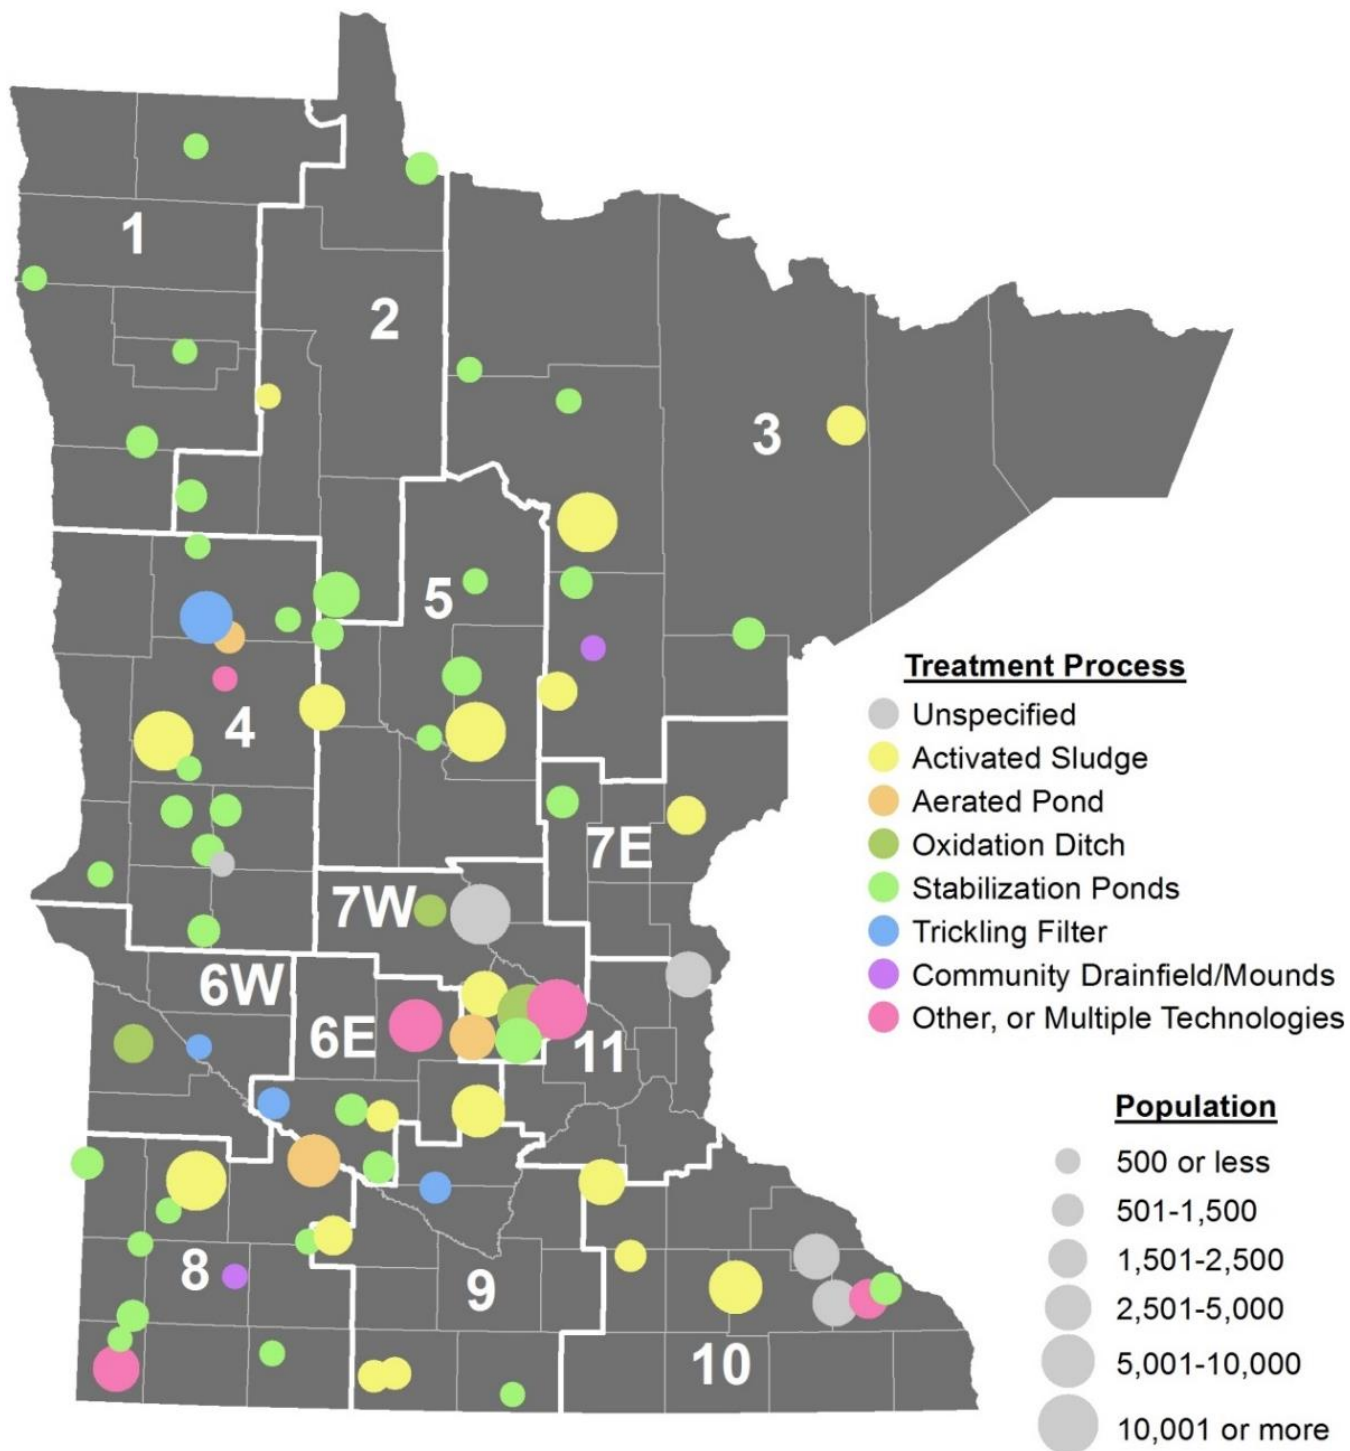 1
2
3
5
4
7E
7W
6W
6E
11
8
9
10
Treatment Process
Unspecified
Activated Sludge
Aerated Pond
Oxidation Ditch
Stabilization Ponds
Trickling Filter
Community Drainfield/Mounds
Other, or Multiple Technologies
Population
500 or less
501-1,500
1,501-2,500
2,501-5,000
5,001-10,000
10,001 or more